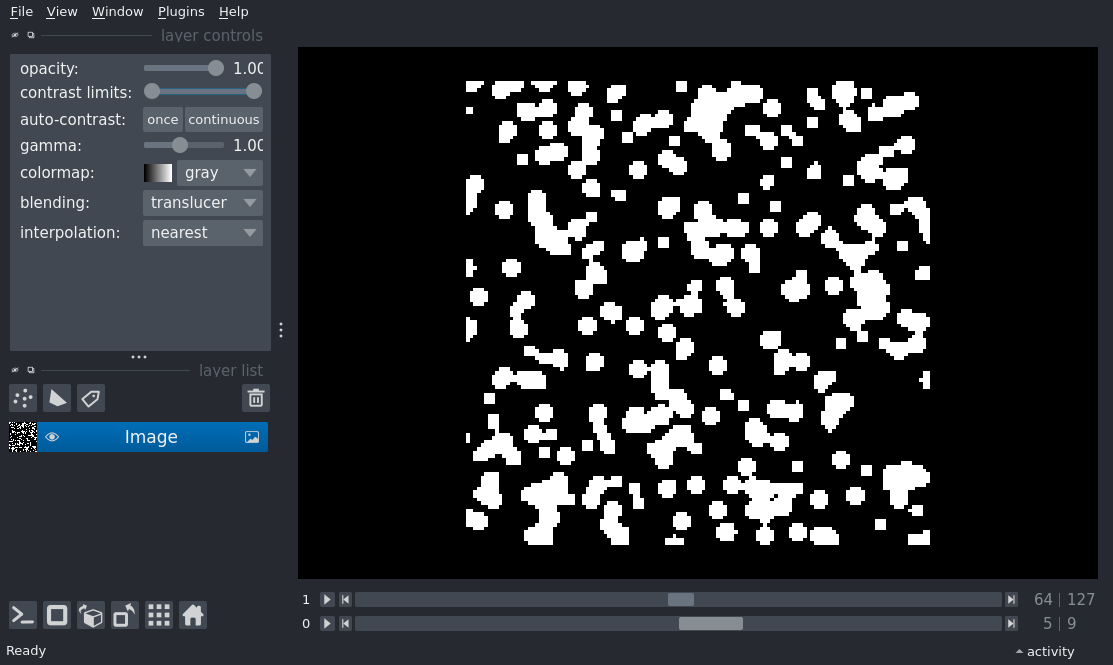 File View Window Plugins Help
layer controls
opacity: 1.00
contrast limits:
auto-contrast: once continuous
gamma: 1.00
colormap: gray
blending: translucer
interpolation: nearest
layer list
Image
1 64 | 127
0 5 | 9
Ready activity